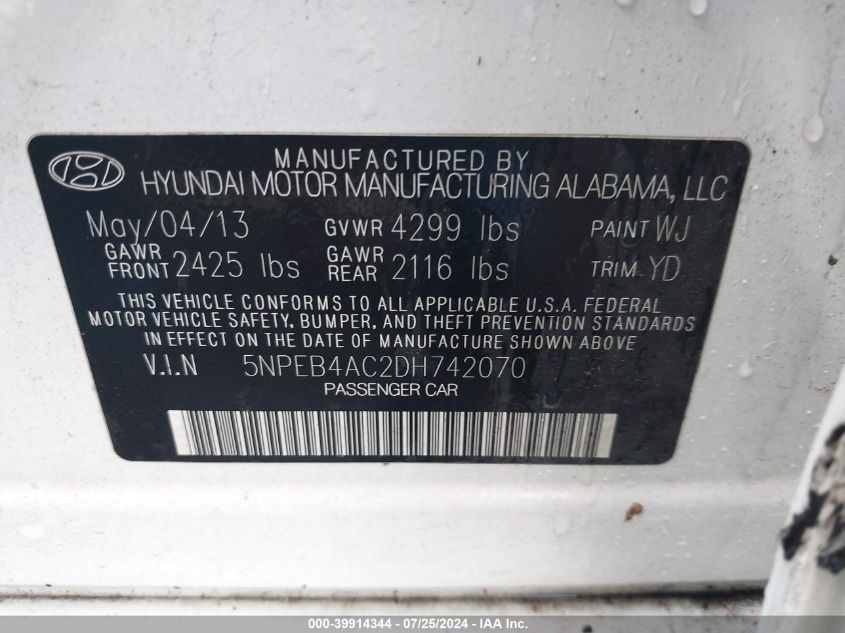 MANUFACTURED BY
HYUNDAI MOTOR MANUFACTURING ALABAMA, LLC
May/04/13 GVWR 4299 lbs PAINT WJ
GAWR FRONT 2425 lbs GAWR REAR 2116 lbs TRIM YD
THIS VEHICLE CONFORMS TO ALL APPLICABLE U.S.A. FEDERAL
MOTOR VEHICLE SAFETY, BUMPER, AND THEFT PREVENTION STANDARDS
IN EFFECT ON THE DATE OF MANUFACTURE SHOWN ABOVE
V.I.N 5NPEB4AC2DH742070
PASSENGER CAR
000-39914344 - 07/25/2024 - © IAA Inc.